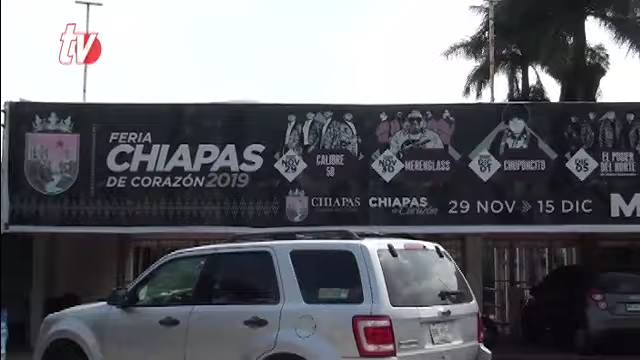 tv
FERIA
CHIAPAS
DE CORAZÓN 2019
NOV 29
CALIBRE
50
NOV 30
MERENGLASS
DIC 01
CHUPONCITO
DIC 05
EL PODER
DEL NORTE
CHIAPAS
CHIAPAS
de Corazón
29 NOV » 15 DIC